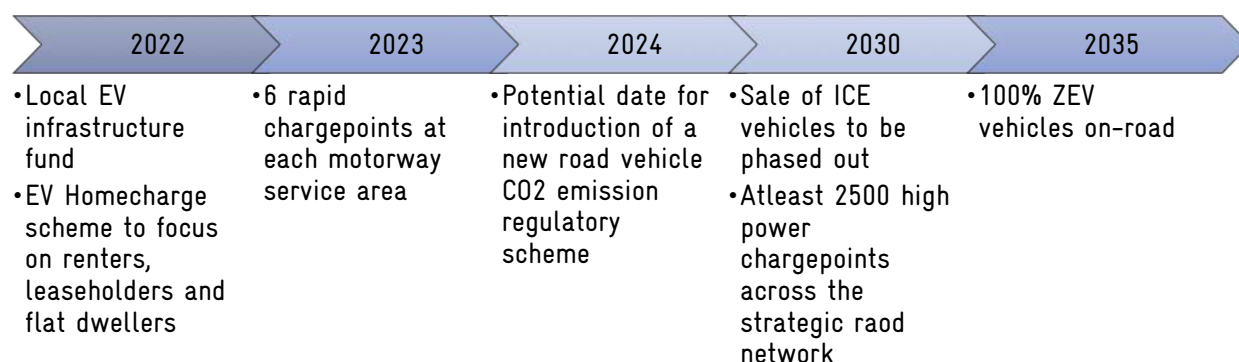 2022
2023
2024
2030
2035
•Local EV
infrastructure
fund
•EV Homecharge
scheme to focus
on renters,
leaseholders and
flat dwellers
•6 rapid
chargepoints at
each motorway
service area
•Potential date for
introduction of a
new road vehicle
CO2 emission
regulatory
scheme
•Sale of ICE
vehicles to be
phased out
•Atleast 2500 high
power
chargepoints
across the
strategic raod
network
•100% ZEV
vehicles on-road